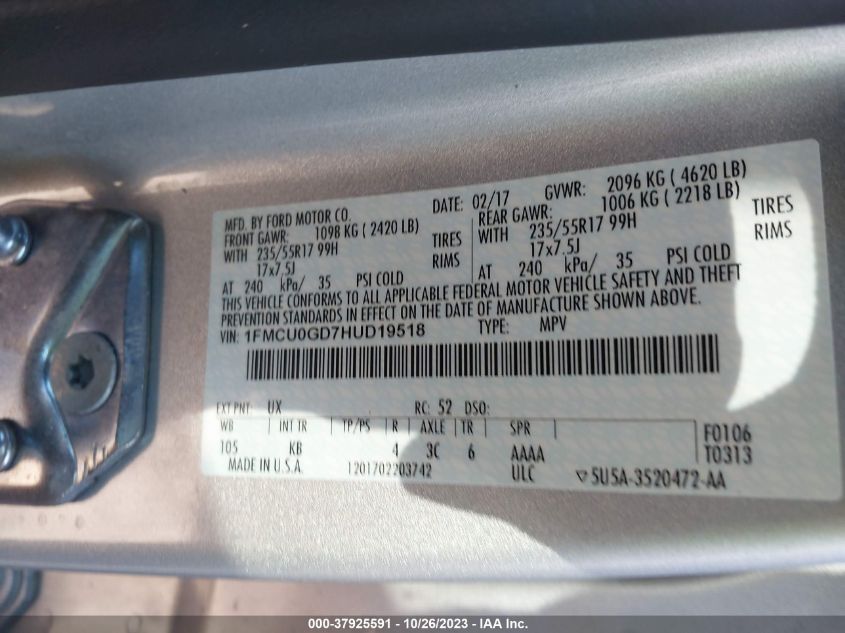 MFD. BY FORD MOTOR CO. DATE: 02/17 GVWR: 2096 KG ( 4620 LB)
FRONT GAWR: 1098 KG ( 2420 LB) REAR GAWR: 1006 KG ( 2218 LB)
WITH 235/55R17 99H TIRES WITH 235/55R17 99H TIRES
17x7.5J RIMS 17x7.5J RIMS
AT 240 kPa/ 35 PSI COLD AT 240 kPa/ 35 PSI COLD
THIS VEHICLE CONFORMS TO ALL APPLICABLE FEDERAL MOTOR VEHICLE SAFETY AND THEFT
PREVENTION STANDARDS IN EFFECT ON THE DATE OF MANUFACTURE SHOWN ABOVE.
VIN: 1FMCU0GD7HUD19518 TYPE: MPV
EXT PNT: UX RC: 52 DSO:
WB INT TR TP/PS R AXLE TR SPR F0106
105 KB 4 3C 6 AAAA T0313
MADE IN U.S.A. 1201702203742 ULC ▽5U5A-3520472-AA
000-37925591 - 10/26/2023 - IAA Inc.